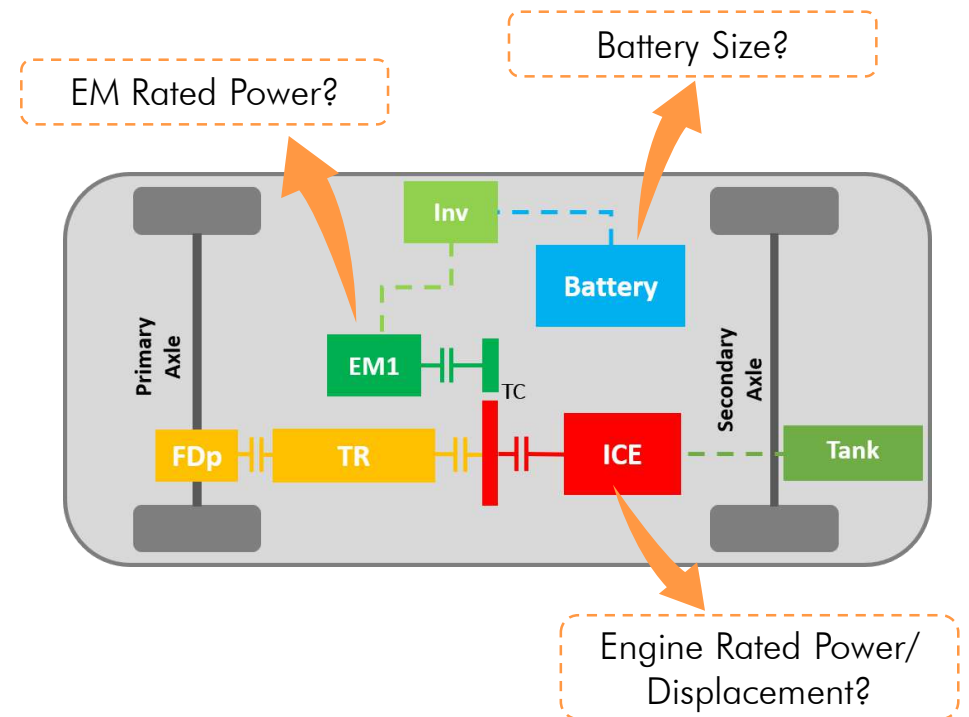 Battery Size?
EM Rated Power?
Inv
Battery
Primary
Axle
EM1
TC
Secondary
Axle
FDp
TR
ICE
Tank
Engine Rated Power/
Displacement?